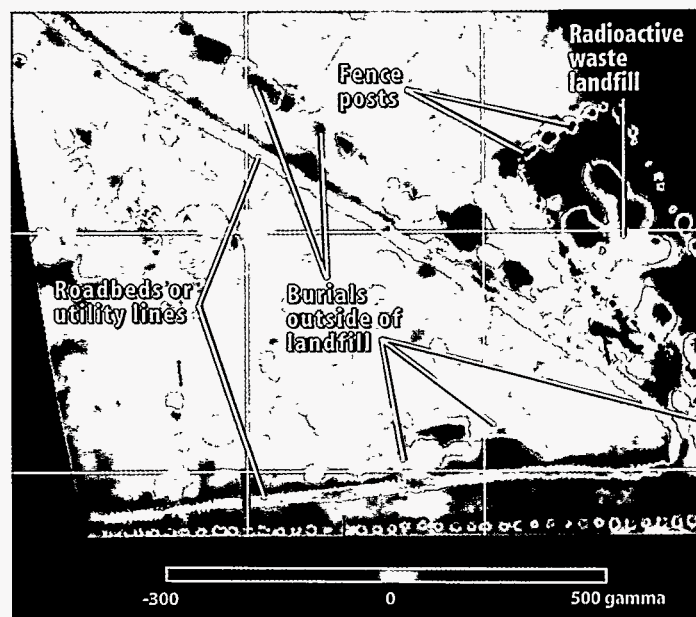 Radioactive
waste
landfill
Fence
posts
Roadbeds or
utility lines
Burials
outside of
landfill
-300
0
500 gamma